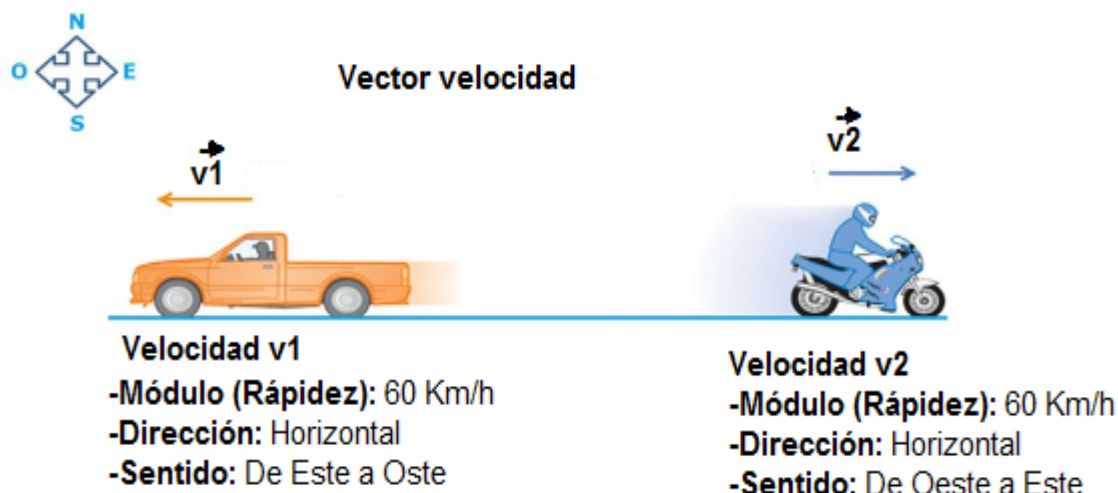 N
O E
S
Vector velocidad
v1
v2
Velocidad v1
-Módulo (Rápidez): 60 Km/h
-Dirección: Horizontal
-Sentido: De Este a Oste
Velocidad v2
-Módulo (Rápidez): 60 Km/h
-Dirección: Horizontal
-Sentido: De Oeste a Este